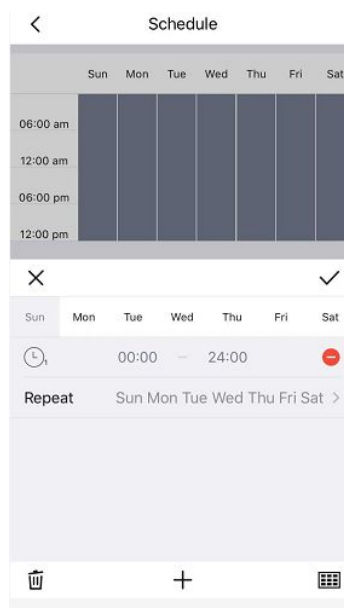 Schedule
Sun Mon Tue Wed Thu Fri Sat
06:00 am
12:00 am
06:00 pm
12:00 pm
Sun Mon Tue Wed Thu Fri Sat
1 00:00 – 24:00
Repeat Sun Mon Tue Wed Thu Fri Sat >